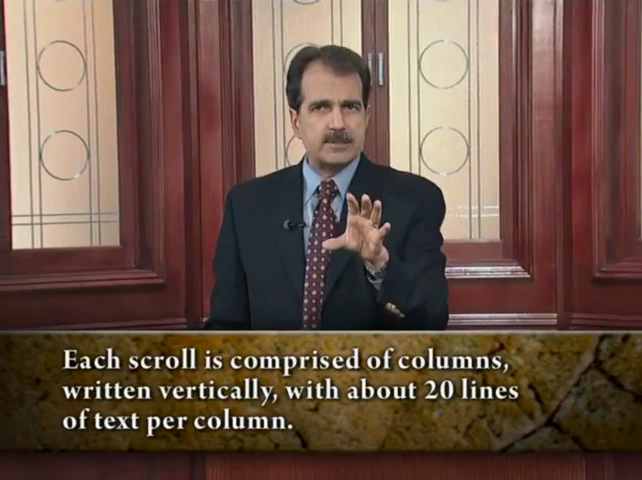 Each scroll is comprised of columns,
written vertically, with about 20 lines
of text per column.